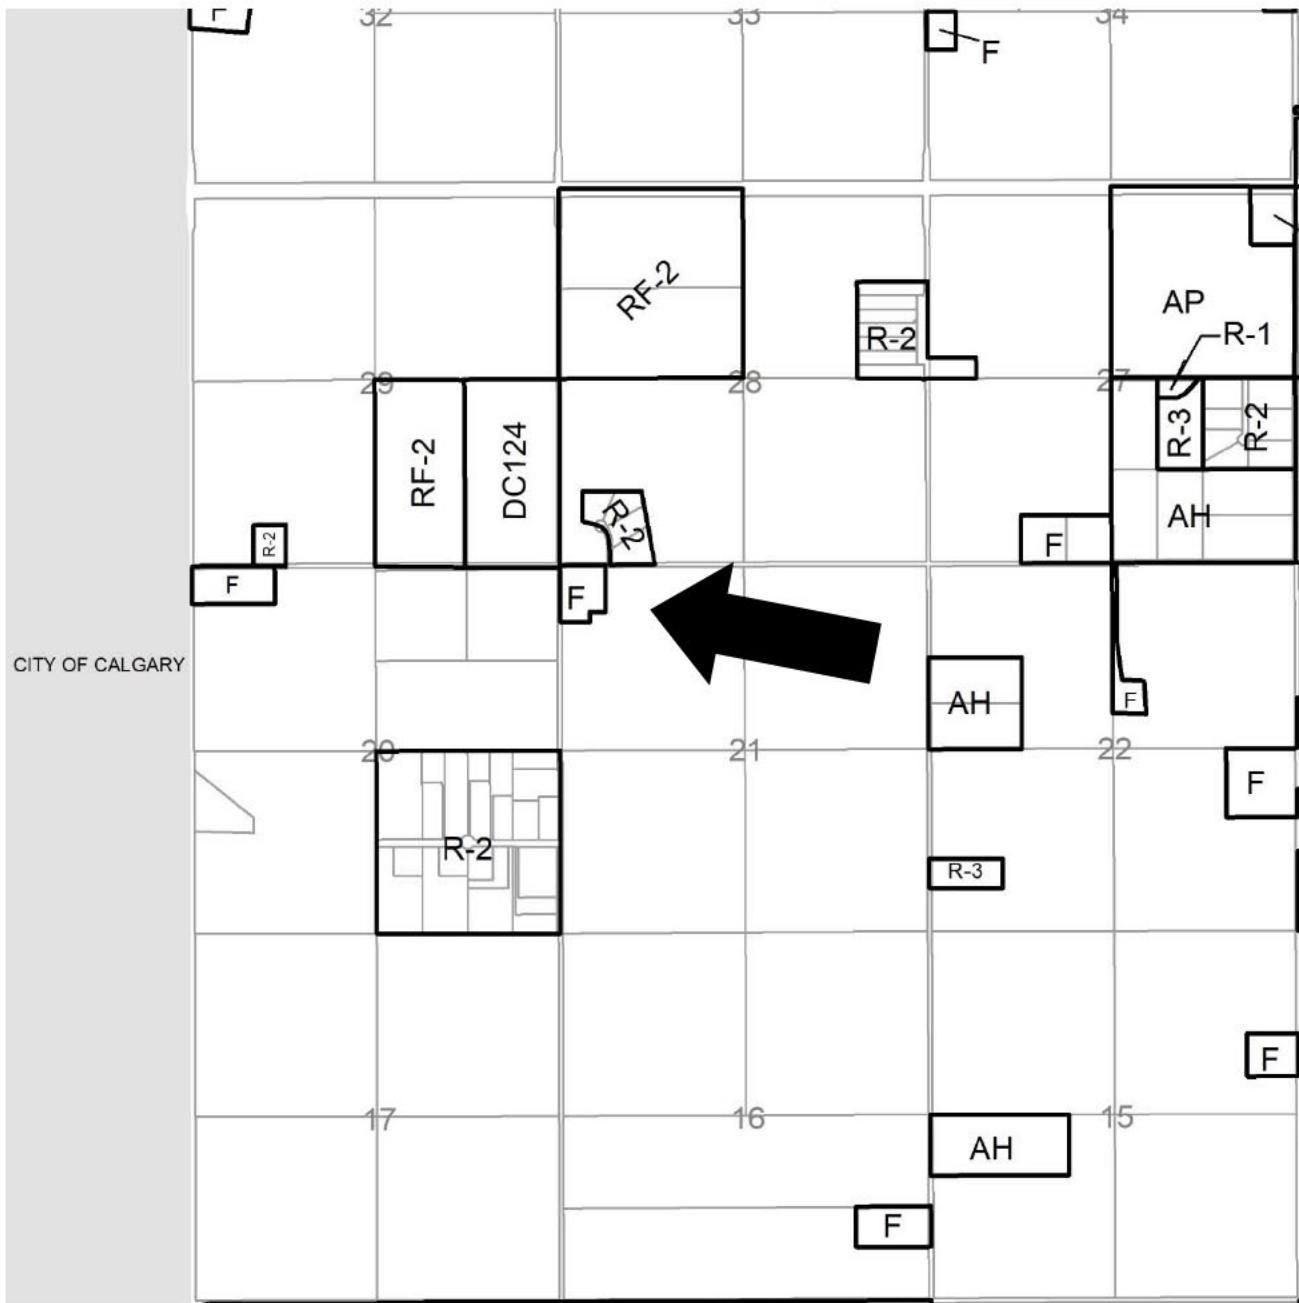 F
32
33
34
F
RF-2
AP
R-2
R-1
29
28
27
RF-2
DC124
R-3
R-2
R-2
AH
R-2
F
F
F
CITY OF CALGARY
AH
F
20
21
22
F
R-2
R-3
F
17
16
15
AH
F